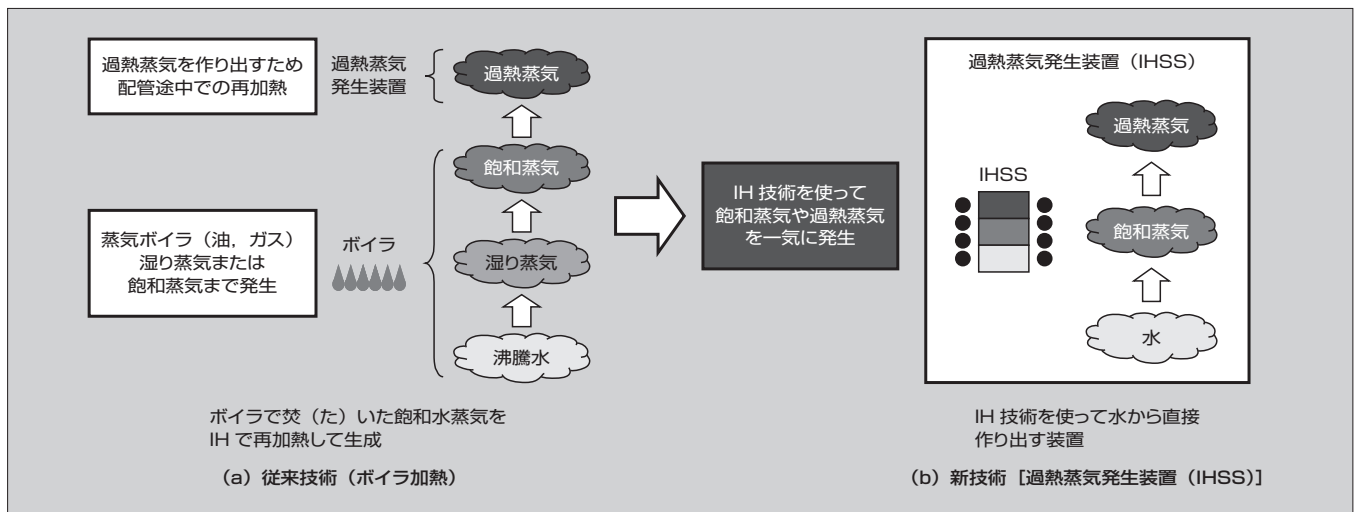 過熱蒸気を作り出すため
配管途中での再加熱
過熱蒸気
発生装置
過熱蒸気
飽和蒸気
蒸気ボイラ（油，ガス）
湿り蒸気または
飽和蒸気まで発生
ボイラ
湿り蒸気
沸騰水
ボイラで焚（た）いた飽和水蒸気を
IH で再加熱して生成
（a）従来技術（ボイラ加熱）
IH 技術を使って
飽和蒸気や過熱蒸気
を一気に発生
過熱蒸気発生装置（IHSS）
過熱蒸気
IHSS
飽和蒸気
水
IH 技術を使って水から直接
作り出す装置
（b）新技術［過熱蒸気発生装置（IHSS）］